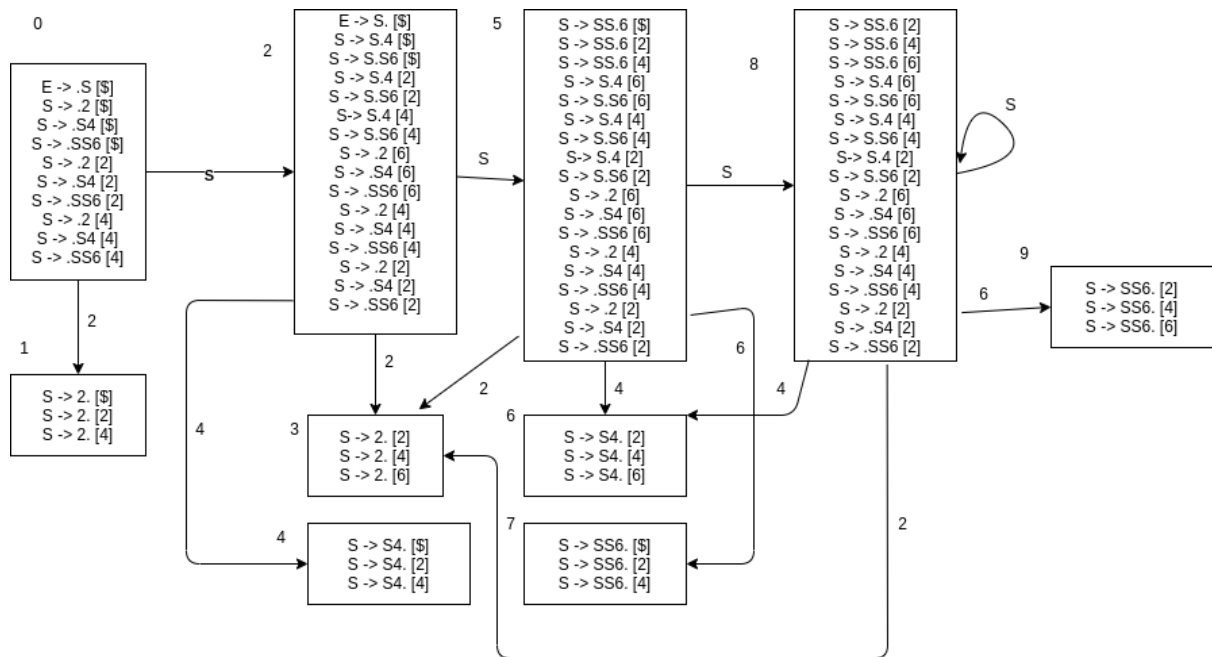 0
E -> .S [$]
S -> .2 [$]
S -> .S4 [$]
S -> .SS6 [$]
S -> .2 [2]
S -> .S4 [2]
S -> .SS6 [2]
S -> .2 [4]
S -> .S4 [4]
S -> .SS6 [4]
S
2
1
S -> 2. [$]
S -> 2. [2]
S -> 2. [4]
2
E -> S. [$]
S -> S.4 [$]
S -> S.S6 [$]
S -> S.4 [2]
S -> S.S6 [2]
S-> S.4 [4]
S -> S.S6 [4]
S -> .2 [6]
S -> .S4 [6]
S -> .SS6 [6]
S -> .2 [4]
S -> .S4 [4]
S -> .SS6 [4]
S -> .2 [2]
S -> .S4 [2]
S -> .SS6 [2]
S
2
4
3
S -> 2. [2]
S -> 2. [4]
S -> 2. [6]
4
S -> S4. [$]
S -> S4. [2]
S -> S4. [4]
5
S -> SS.6 [$]
S -> SS.6 [2]
S -> SS.6 [4]
S -> S.4 [6]
S -> S.S6 [6]
S -> S.4 [4]
S -> S.S6 [4]
S-> S.4 [2]
S -> S.S6 [2]
S -> .2 [6]
S -> .S4 [6]
S -> .SS6 [6]
S -> .2 [4]
S -> .S4 [4]
S -> .SS6 [4]
S -> .2 [2]
S -> .S4 [2]
S -> .SS6 [2]
S
2
4
6
6
S -> S4. [2]
S -> S4. [4]
S -> S4. [6]
7
S -> SS6. [$]
S -> SS6. [2]
S -> SS6. [4]
8
S -> SS.6 [2]
S -> SS.6 [4]
S -> SS.6 [6]
S -> S.4 [6]
S -> S.S6 [6]
S -> S.4 [4]
S -> S.S6 [4]
S-> S.4 [2]
S -> S.S6 [2]
S -> .2 [6]
S -> .S4 [6]
S -> .SS6 [6]
S -> .2 [4]
S -> .S4 [4]
S -> .SS6 [4]
S -> .2 [2]
S -> .S4 [2]
S -> .SS6 [2]
S
4
2
6
9
S -> SS6. [2]
S -> SS6. [4]
S -> SS6. [6]